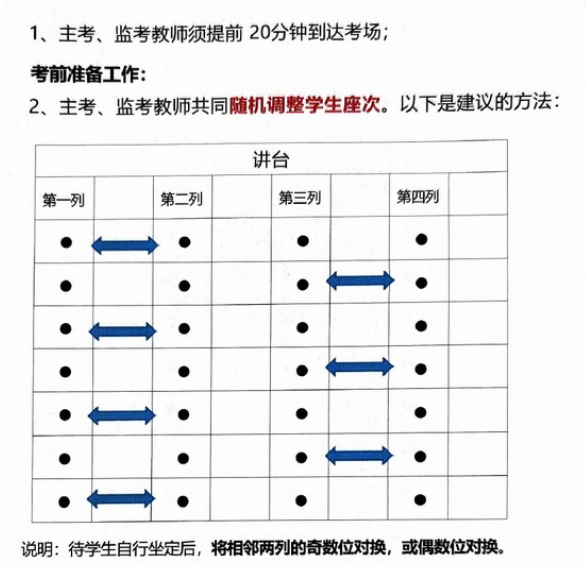 1、主考、监考教师须提前 20分钟到达考场；
考前准备工作：
2、主考、监考教师共同随机调整学生座次。以下是建议的方法：
讲台
第一列 第二列 第三列 第四列
说明：待学生自行坐定后，将相邻两列的奇数位对换，或偶数位对换。